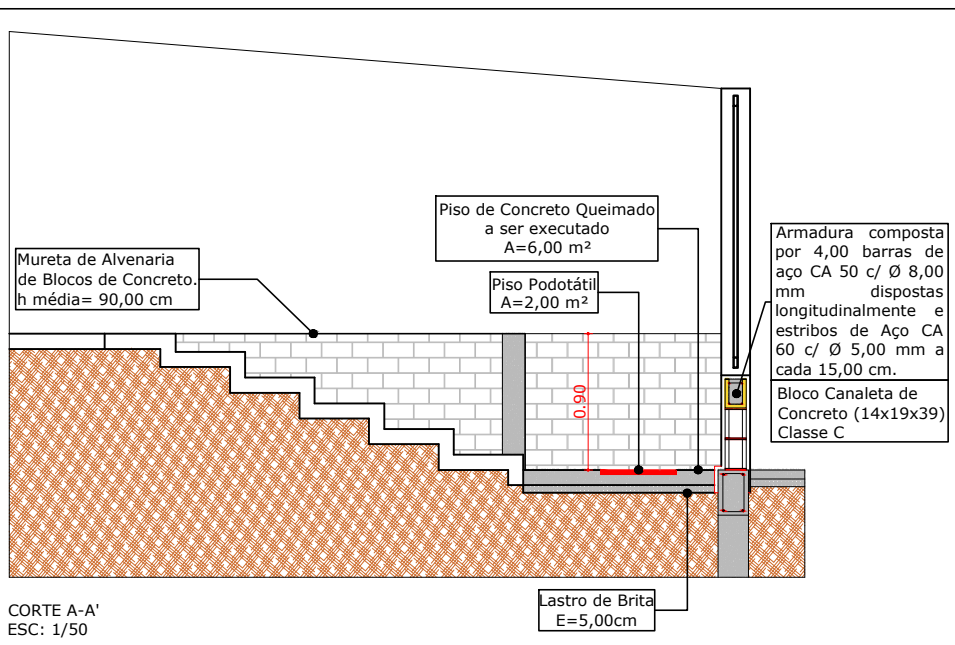 Piso de Concreto Queimado
a ser executado
A=6,00 m²
Mureta de Alvenaria
de Blocos de Concreto.
h média= 90,00 cm
Piso Podotátil
A=2,00 m²
Armadura composta
por 4,00 barras de
aço CA 50 c/ Ø 8,00
mm dispostas
longitudinalmente e
estribos de Aço CA
60 c/ Ø 5,00 mm a
cada 15,00 cm.
Bloco Canaleta de
Concreto (14x19x39)
Classe C
0.90
Lastro de Brita
E=5,00cm
CORTE A-A'
ESC: 1/50